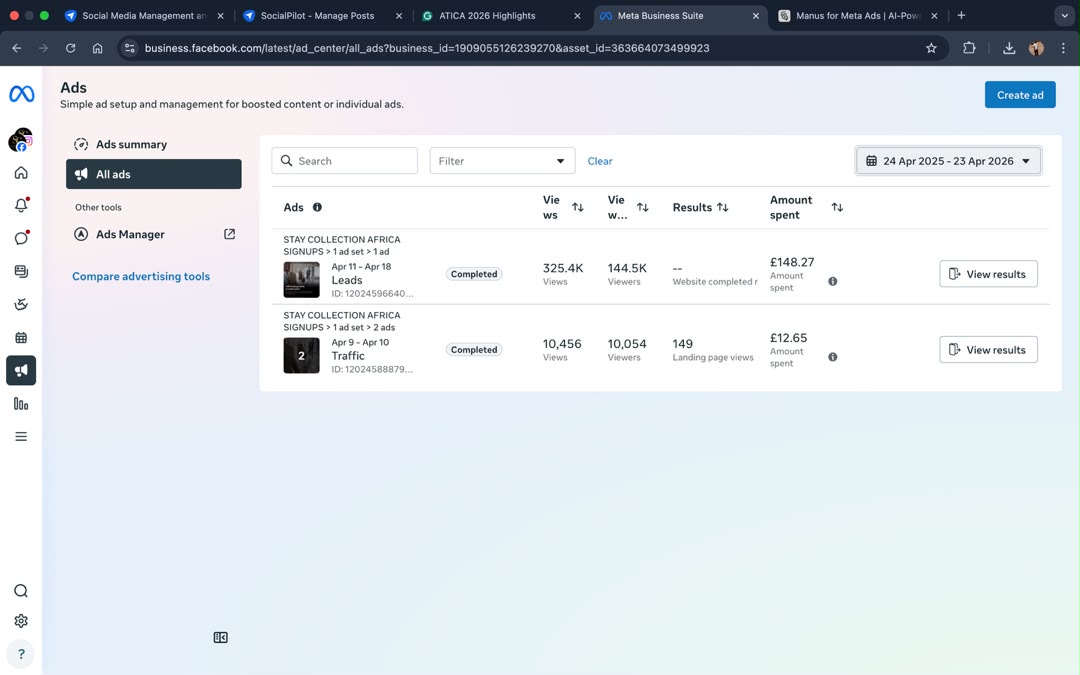 Social Media Management an
SocialPilot - Manage Posts
ATICA 2026 Highlights
Meta Business Suite
Manus for Meta Ads | AI-Pow
business.facebook.com/latest/ad_center/all_ads?business_id=1909055126239270&asset_id=363664073499923
Ads
Simple ad setup and management for boosted content or individual ads.
Create ad
Ads summary
All ads
Other tools
Ads Manager
Compare advertising tools
Search
Filter
Clear
24 Apr 2025 - 23 Apr 2026
Ads
Vie
ws
Vie
w...
Results
Amount
spent
STAY COLLECTION AFRICA
SIGNUPS > 1 ad set > 1 ad
Apr 11 – Apr 18
Leads
ID: 12024596640...
Completed
325.4K
Views
144.5K
Viewers
--
Website completed r
£148.27
Amount
spent
View results
STAY COLLECTION AFRICA
SIGNUPS > 1 ad set > 2 ads
2
Apr 9 – Apr 10
Traffic
ID: 12024588879...
Completed
10,456
Views
10,054
Viewers
149
Landing page views
£12.65
Amount
spent
View results
?